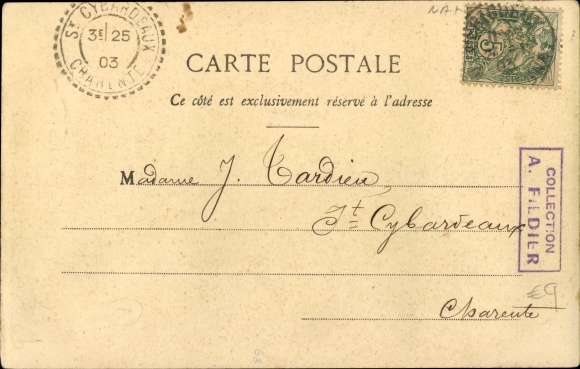 ST CYBARDEAUX
3E 25
03
CHARENTE
CARTE POSTALE
Ce côté est exclusivement réservé à l'adresse
Madame J. Tardieu
St Cybardeaux
Charente
COLLECTION
A. FILDIER